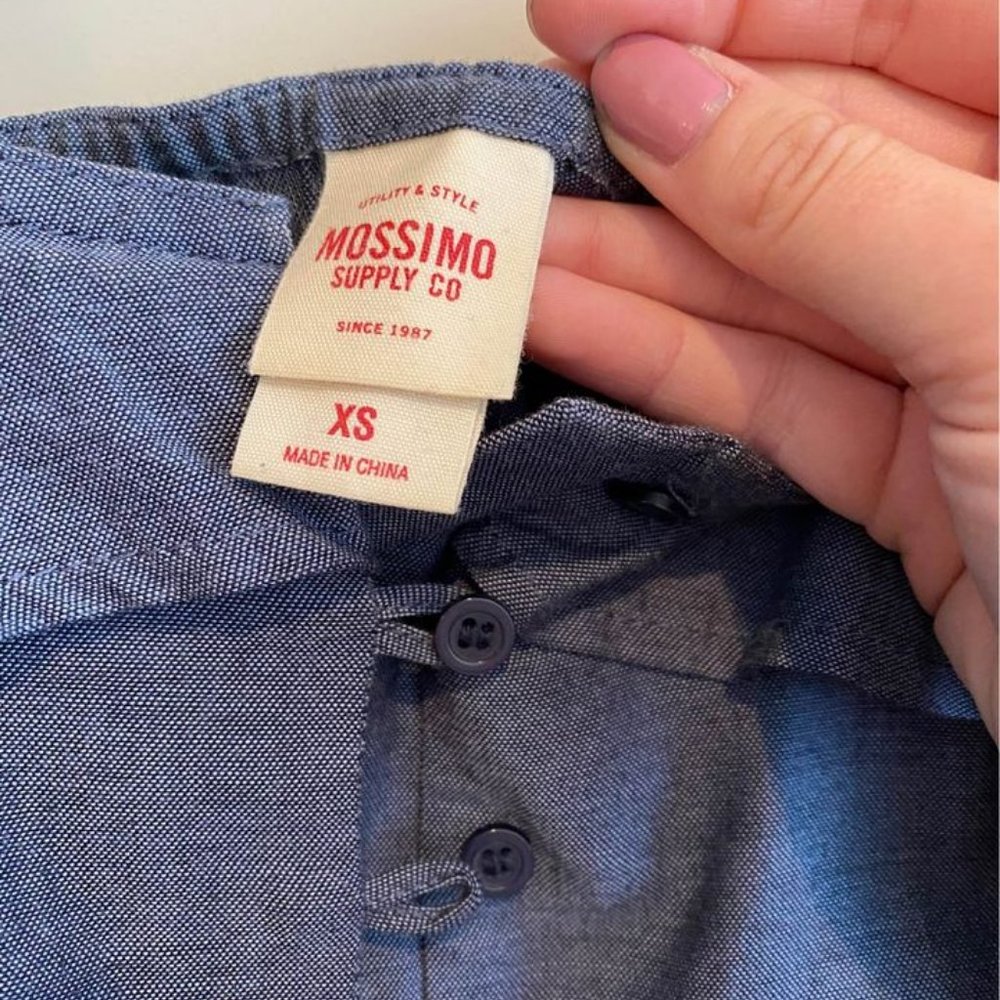 UTILITY & STYLE
MOSSIMO
SUPPLY CO
SINCE 1987
XS
MADE IN CHINA